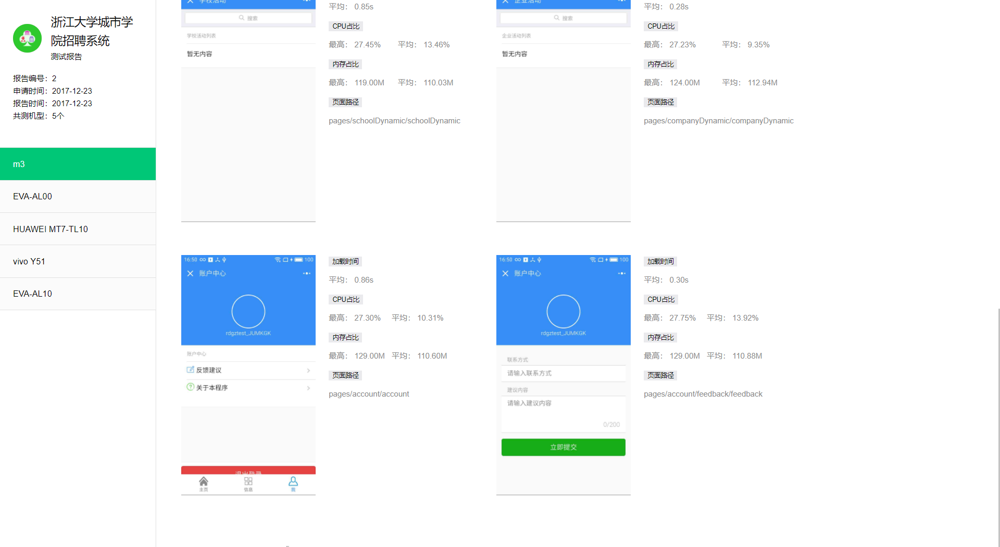 浙江大学城市学
院招聘系统
测试报告
报告编号：2
申请时间：2017-12-23
报告时间：2017-12-23
共测机型：5个
m3
EVA-AL00
HUAWEI MT7-TL10
vivo Y51
EVA-AL10
学校活动
搜索
学校活动列表
暂无内容
平均： 0.85s
CPU占比
最高： 27.45% 平均： 13.46%
内存占比
最高： 119.00M 平均： 110.03M
页面路径
pages/schoolDynamic/schoolDynamic
企业活动
搜索
企业活动列表
暂无内容
平均： 0.28s
CPU占比
最高： 27.23% 平均： 9.35%
内存占比
最高： 124.00M 平均： 112.94M
页面路径
pages/companyDynamic/companyDynamic
16:50 100
账户中心
rdgztest_JUMKGK
账户中心
反馈建议
关于本程序
退出登录
主页 信息 我
加载时间
平均： 0.86s
CPU占比
最高： 27.30% 平均： 10.31%
内存占比
最高： 129.00M 平均： 110.60M
页面路径
pages/account/account
16:50 100
账户中心
rdgztest_JUMKGK
联系方式
请输入联系方式
建议内容
请输入建议内容
0/200
立即提交
加载时间
平均： 0.30s
CPU占比
最高： 27.75% 平均： 13.92%
内存占比
最高： 129.00M 平均： 110.88M
页面路径
pages/account/feedback/feedback